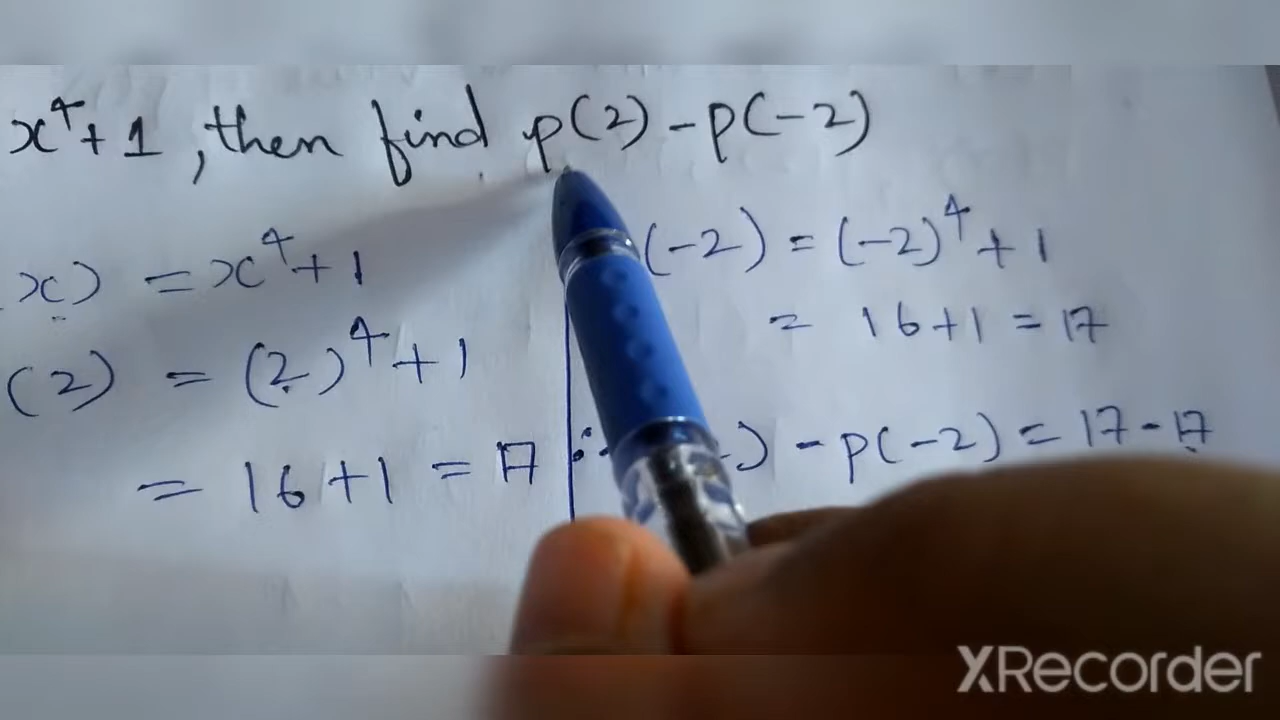 x⁴+1, then find p(2)-p(-2)
x) = x⁴+1
(2) = (2)⁴+1
= 16+1 = 17
(-2) = (-2)⁴+1
= 16+1 = 17
∴ ) - p(-2) = 17-17
XRecorder